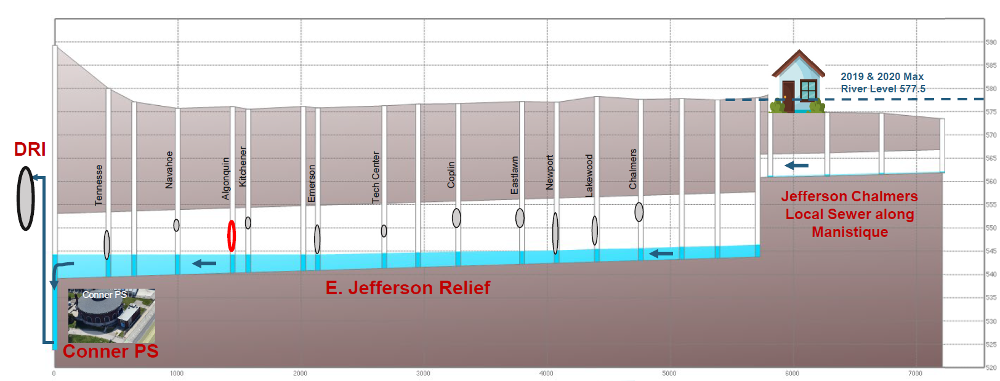 590
585
2019 & 2020 Max
River Level 577.5
580
575
570
DRI
565
Tennesse
Navahoe
Algonquin
Kitchener
Emerson
Tech Center
Coplin
Eastlawn
Newport
Lakewood
Chalmers
560
Jefferson Chalmers
Local Sewer along
Manistique
555
550
545
540
E. Jefferson Relief
Conner PS
535
530
525
Conner PS
520
0
1000
2000
3000
4000
5000
6000
7000